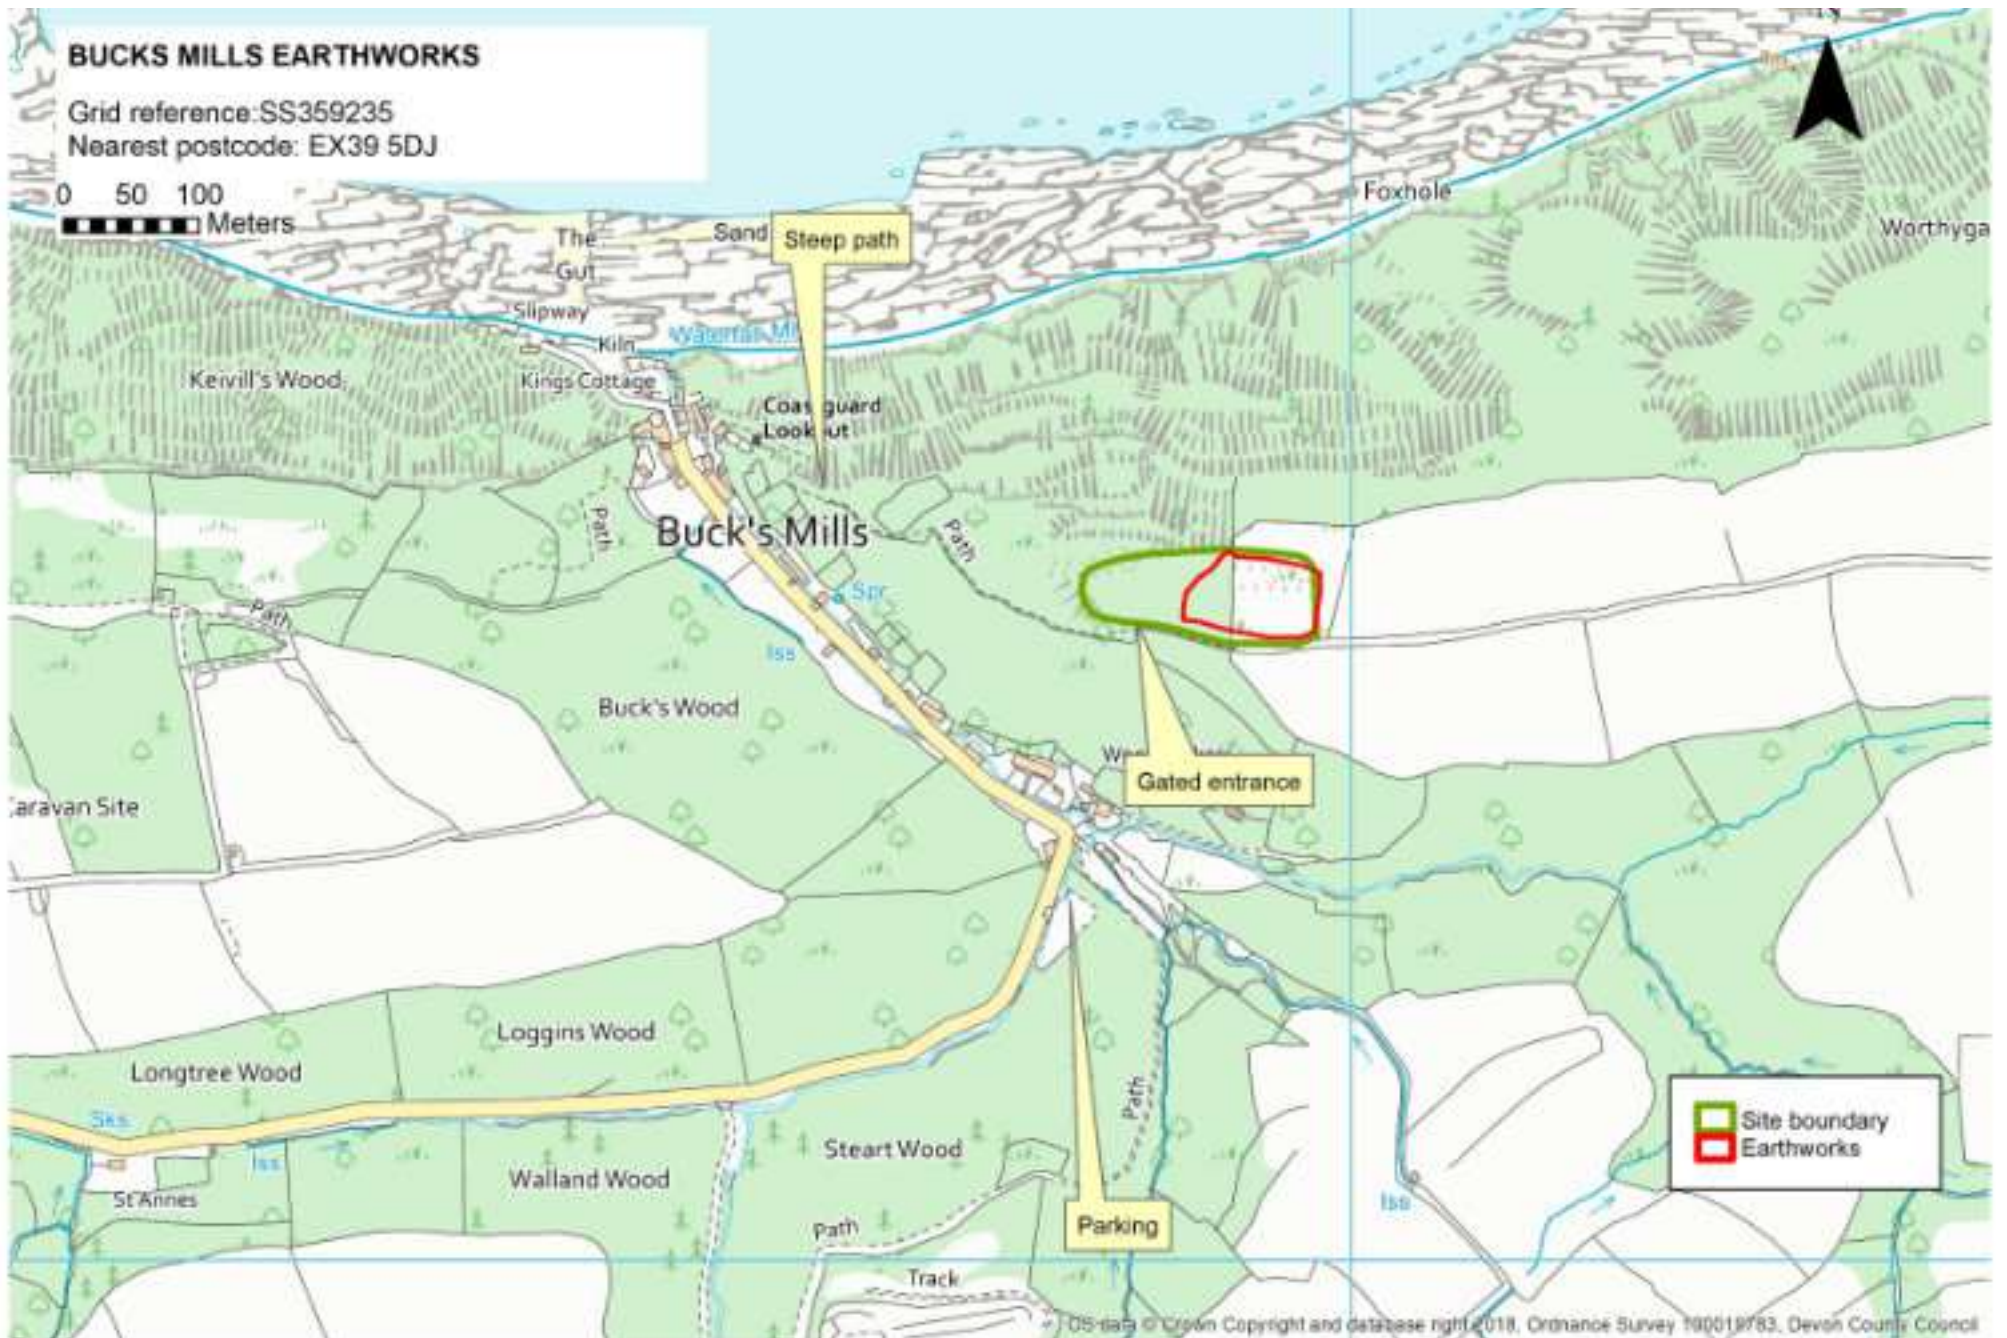 BUCKS MILLS EARTHWORKS
Grid reference:SS359235
Nearest postcode: EX39 5DJ
0 50 100
Meters
N
Foxhole
Worthyga
The
Gut
Sand
Steep path
Slipway
Kiln
Keivill's Wood
Kings Cottage
Coastguard
Lookout
Path
Buck's Mills
Path
Spr
Path
Iss
Buck's Wood
Gated entrance
aravan Site
Loggins Wood
Longtree Wood
Path
Sks
Iss
Steart Wood
Walland Wood
St Annes
Path
Parking
Iss
Track
Site boundary
Earthworks
OS data © Crown Copyright and database right 2018, Ordnance Survey 100019783, Devon County Council